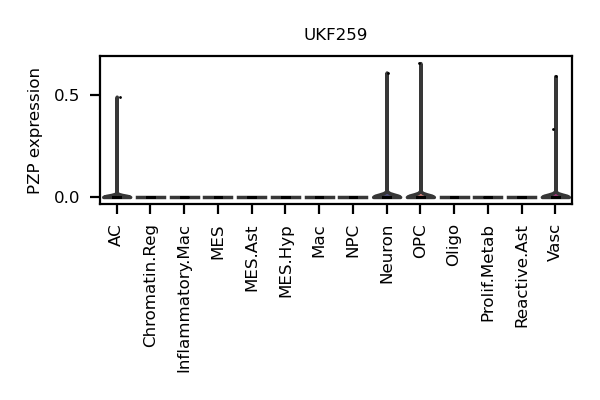 UKF259
PZP expression
0.5
0.0
AC
Chromatin.Reg
Inflammatory.Mac
MES
MES.Ast
MES.Hyp
Mac
NPC
Neuron
OPC
Oligo
Prolif.Metab
Reactive.Ast
Vasc